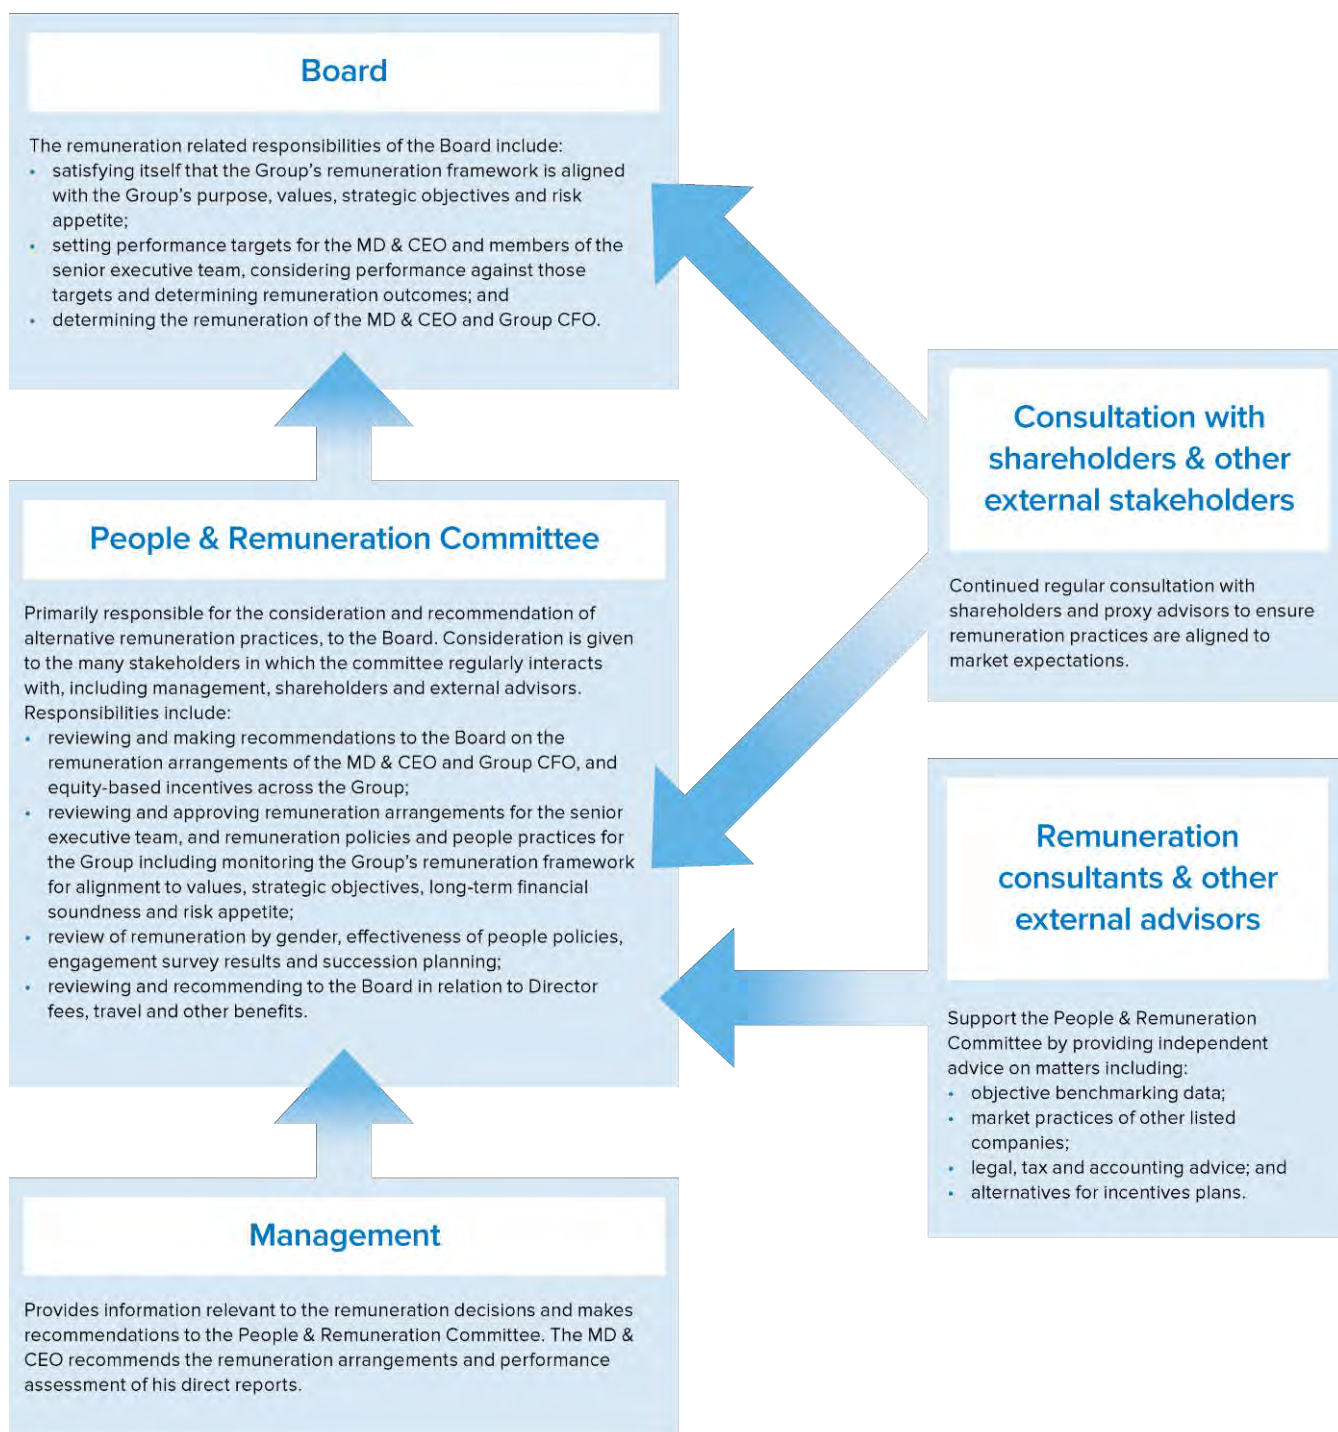 Board
The remuneration related responsibilities of the Board include:
• satisfying itself that the Group's remuneration framework is aligned
with the Group's purpose, values, strategic objectives and risk
appetite;
• setting performance targets for the MD & CEO and members of the
senior executive team, considering performance against those
targets and determining remuneration outcomes; and
• determining the remuneration of the MD & CEO and Group CFO.
People & Remuneration Committee
Primarily responsible for the consideration and recommendation of
alternative remuneration practices, to the Board. Consideration is given
to the many stakeholders in which the committee regularly interacts
with, including management, shareholders and external advisors.
Responsibilities include:
• reviewing and making recommendations to the Board on the
remuneration arrangements of the MD & CEO and Group CFO, and
equity-based incentives across the Group;
• reviewing and approving remuneration arrangements for the senior
executive team, and remuneration policies and people practices for
the Group including monitoring the Group's remuneration framework
for alignment to values, strategic objectives, long-term financial
soundness and risk appetite;
• review of remuneration by gender, effectiveness of people policies,
engagement survey results and succession planning;
• reviewing and recommending to the Board in relation to Director
fees, travel and other benefits.
Management
Provides information relevant to the remuneration decisions and makes
recommendations to the People & Remuneration Committee. The MD &
CEO recommends the remuneration arrangements and performance
assessment of his direct reports.
Consultation with
shareholders & other
external stakeholders
Continued regular consultation with
shareholders and proxy advisors to ensure
remuneration practices are aligned to
market expectations.
Remuneration
consultants & other
external advisors
Support the People & Remuneration
Committee by providing independent
advice on matters including:
• objective benchmarking data;
• market practices of other listed
companies;
• legal, tax and accounting advice; and
• alternatives for incentives plans.